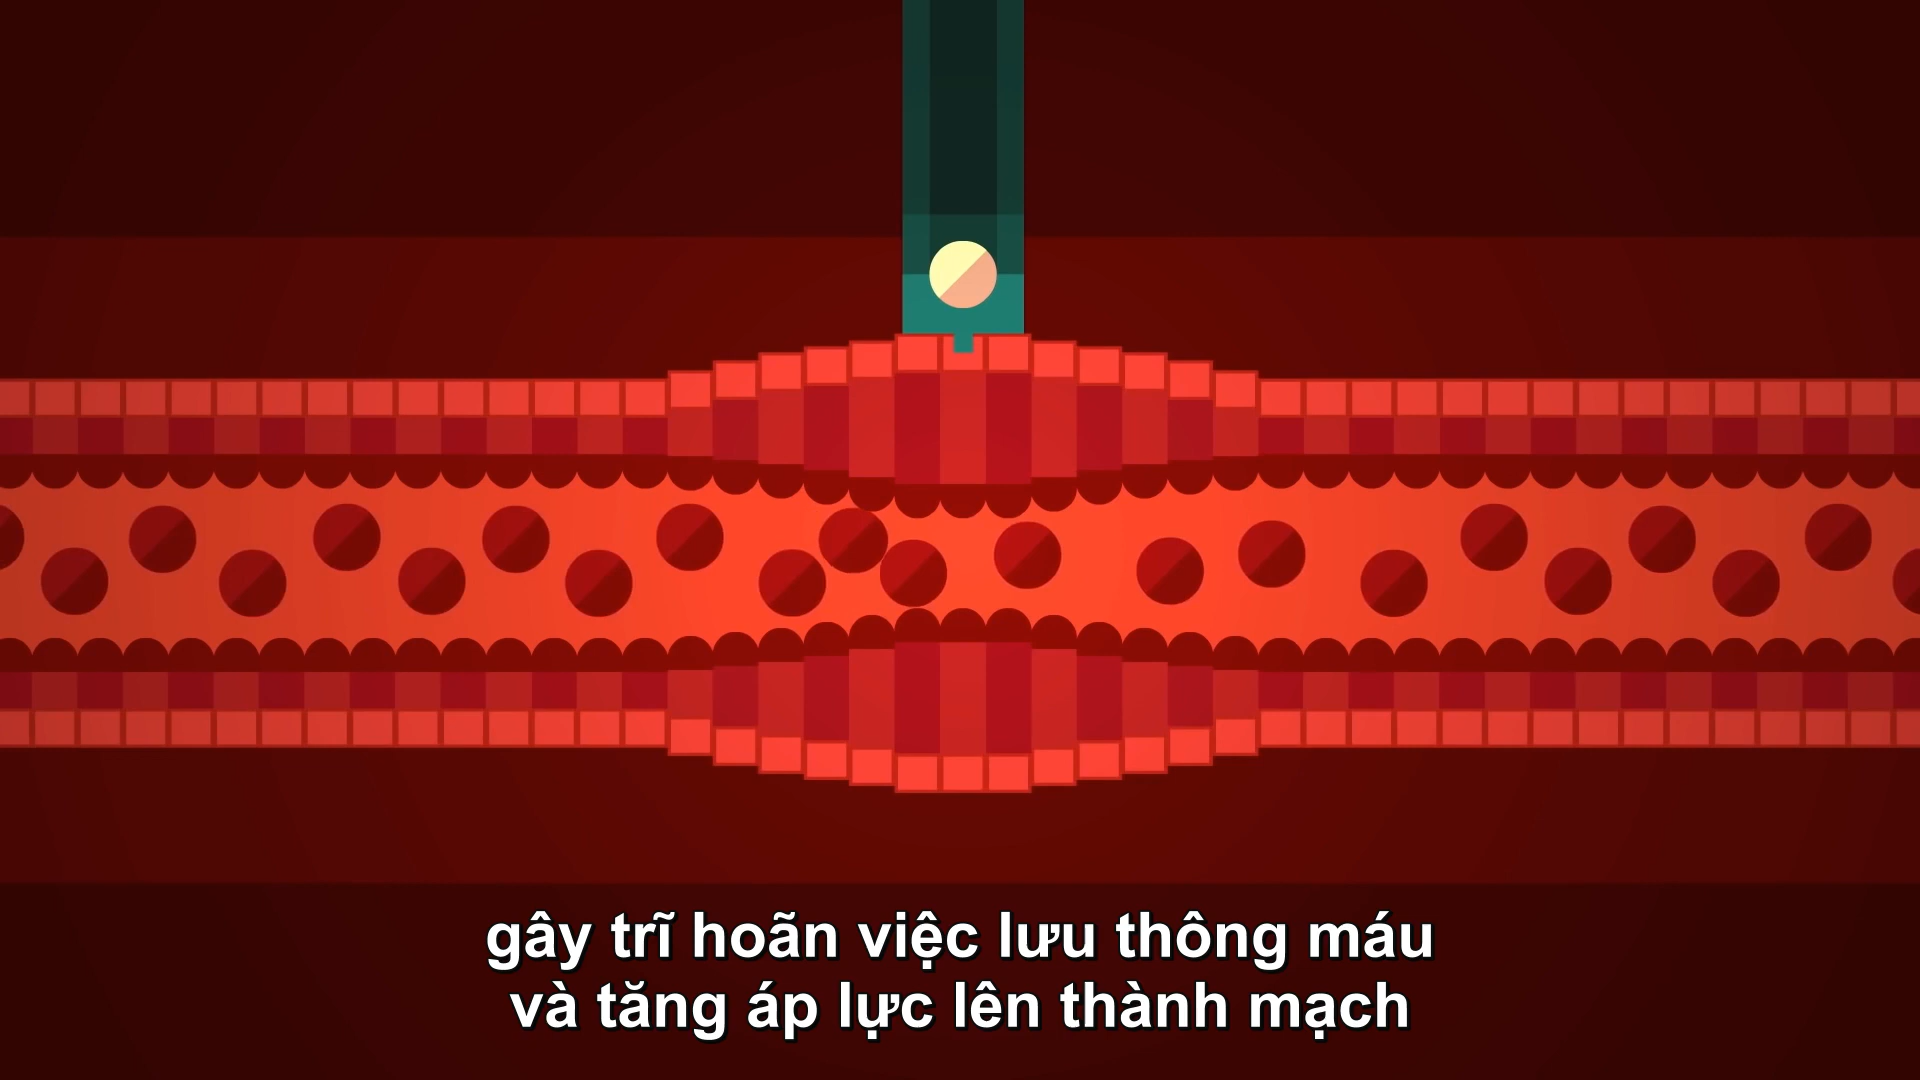 gây trĩ hoãn việc lưu thông máu
và tăng áp lực lên thành mạch